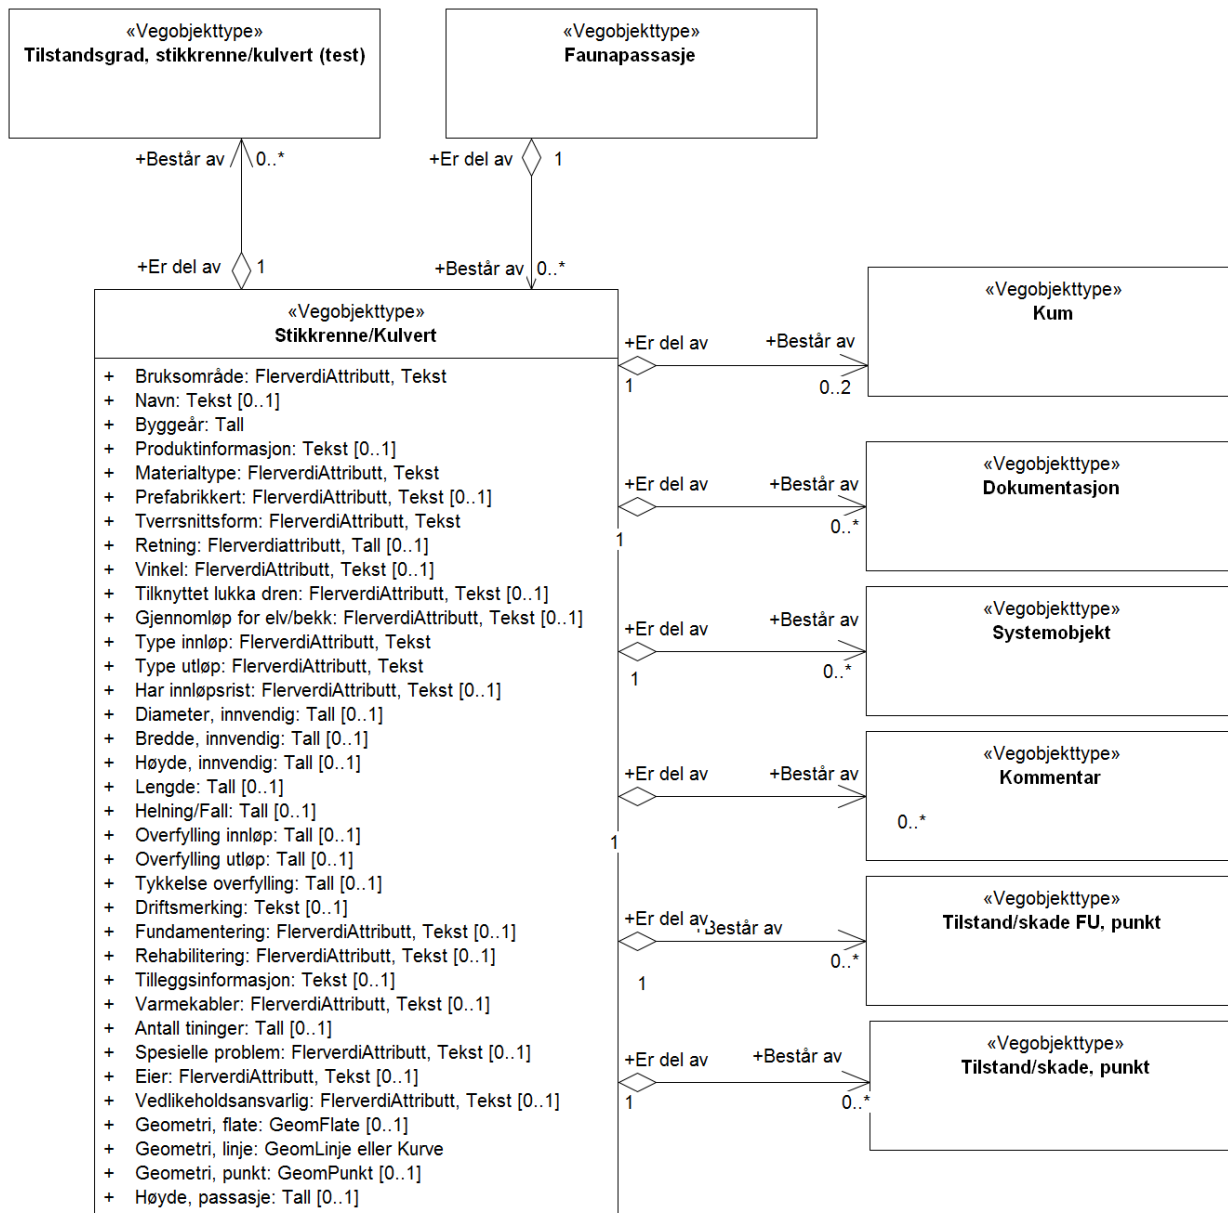 «Vegobjekttype»
Tilstandsgrad, stikkrenne/kulvert (test)
«Vegobjekttype»
Faunapassasje
+Består av
0..*
+Er del av
1
+Er del av
1
+Består av
0..*
«Vegobjekttype»
Stikkrenne/Kulvert
+ Bruksområde: FlerverdiAttributt, Tekst
+ Navn: Tekst [0..1]
+ Byggeår: Tall
+ Produktinformasjon: Tekst [0..1]
+ Materialtype: FlerverdiAttributt, Tekst
+ Prefabrikkert: FlerverdiAttributt, Tekst [0..1]
+ Tverrsnittsform: FlerverdiAttributt, Tekst
+ Retning: Flerverdiattributt, Tall [0..1]
+ Vinkel: FlerverdiAttributt, Tekst [0..1]
+ Tilknyttet lukka dren: FlerverdiAttributt, Tekst [0..1]
+ Gjennomløp for elv/bekk: FlerverdiAttributt, Tekst [0..1]
+ Type innløp: FlerverdiAttributt, Tekst
+ Type utløp: FlerverdiAttributt, Tekst
+ Har innløpsrist: FlerverdiAttributt, Tekst [0..1]
+ Diameter, innvendig: Tall [0..1]
+ Bredde, innvendig: Tall [0..1]
+ Høyde, innvendig: Tall [0..1]
+ Lengde: Tall [0..1]
+ Helning/Fall: Tall [0..1]
+ Overfylling innløp: Tall [0..1]
+ Overfylling utløp: Tall [0..1]
+ Tykkelse overfylling: Tall [0..1]
+ Driftsmerking: Tekst [0..1]
+ Fundamentering: FlerverdiAttributt, Tekst [0..1]
+ Rehabilitering: FlerverdiAttributt, Tekst [0..1]
+ Tilleggsinformasjon: Tekst [0..1]
+ Varmekabler: FlerverdiAttributt, Tekst [0..1]
+ Antall tininger: Tall [0..1]
+ Spesielle problem: FlerverdiAttributt, Tekst [0..1]
+ Eier: FlerverdiAttributt, Tekst [0..1]
+ Vedlikeholdsansvarlig: FlerverdiAttributt, Tekst [0..1]
+ Geometri, flate: GeomFlate [0..1]
+ Geometri, linje: GeomLinje eller Kurve
+ Geometri, punkt: GeomPunkt [0..1]
+ Høyde, passasje: Tall [0..1]
+Er del av
1
+Består av
0..2
«Vegobjekttype»
Kum
+Er del av
1
+Består av
0..*
«Vegobjekttype»
Dokumentasjon
+Er del av
1
+Består av
0..*
«Vegobjekttype»
Systemobjekt
+Er del av
1
+Består av
0..*
«Vegobjekttype»
Kommentar
+Er del av
1
+Består av
0..*
«Vegobjekttype»
Tilstand/skade FU, punkt
+Er del av
1
+Består av
0..*
«Vegobjekttype»
Tilstand/skade, punkt